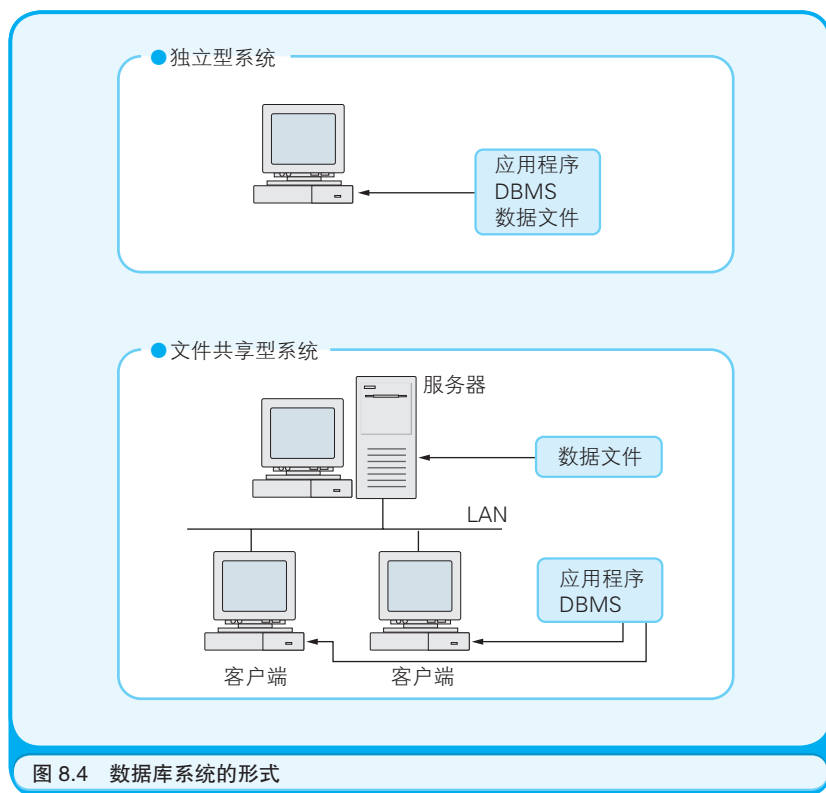 ●独立型系统
应用程序
DBMS
数据文件
●文件共享型系统
服务器
数据文件
LAN
应用程序
DBMS
客户端
客户端
图 8.4 数据库系统的形式